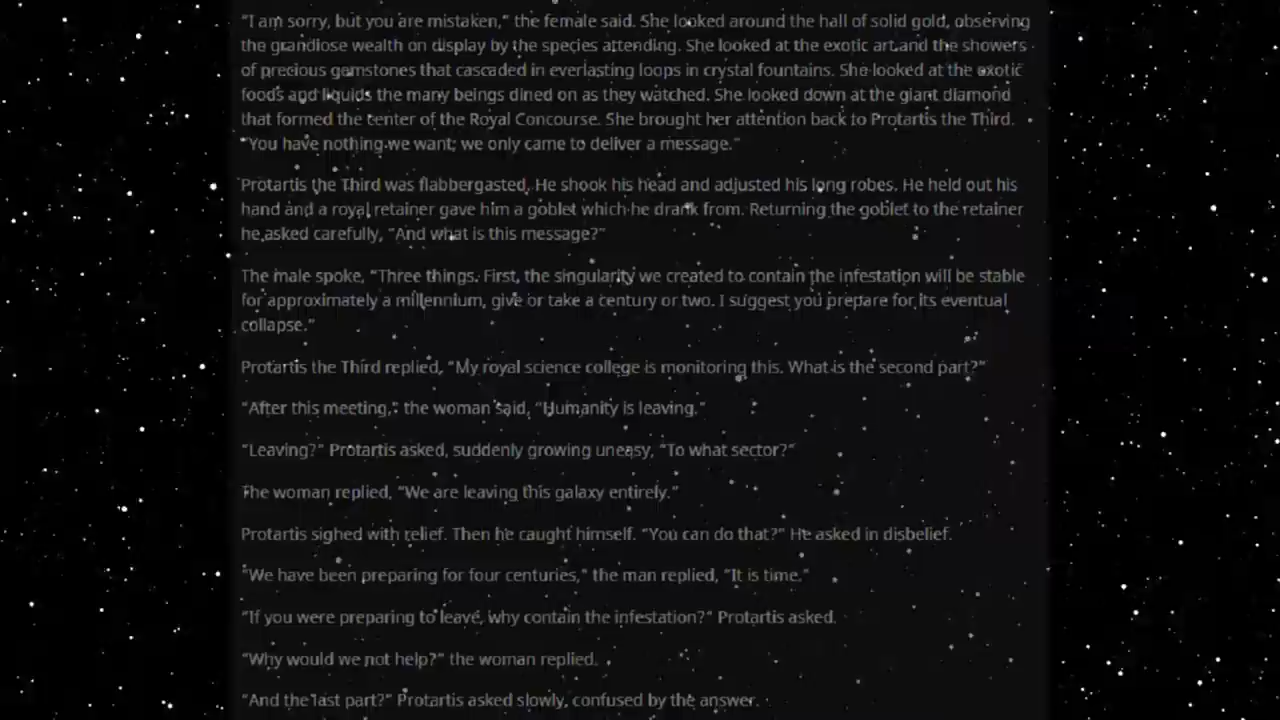 “I am sorry, but you are mistaken,” the female said. She looked around the hall of solid gold, observing
the grandiose wealth on display by the species attending. She looked at the exotic art and the showers
of precious gemstones that cascaded in everlasting loops in crystal fountains. She looked at the exotic
foods and liquids the many beings dined on as they watched. She looked down at the giant diamond
that formed the center of the Royal Concourse. She brought her attention back to Protartis the Third.
“You have nothing we want; we only came to deliver a message.”
Protartis the Third was flabbergasted. He shook his head and adjusted his long robes. He held out his
hand and a royal retainer gave him a goblet which he drank from. Returning the goblet to the retainer
he asked carefully, “And what is this message?”
The male spoke, “Three things. First, the singularity we created to contain the infestation will be stable
for approximately a millennium, give or take a century or two. I suggest you prepare for its eventual
collapse.”
Protartis the Third replied, “My royal science college is monitoring this. What is the second part?”
“After this meeting,” the woman said, “Humanity is leaving.”
“Leaving?” Protartis asked, suddenly growing uneasy, “To what sector?”
The woman replied, “We are leaving this galaxy entirely.”
Protartis sighed with relief. Then he caught himself. “You can do that?” He asked in disbelief.
“We have been preparing for four centuries,” the man replied, “It is time.”
“If you were preparing to leave, why contain the infestation?” Protartis asked.
“Why would we not help?” the woman replied.
“And the last part?” Protartis asked slowly, confused by the answer.